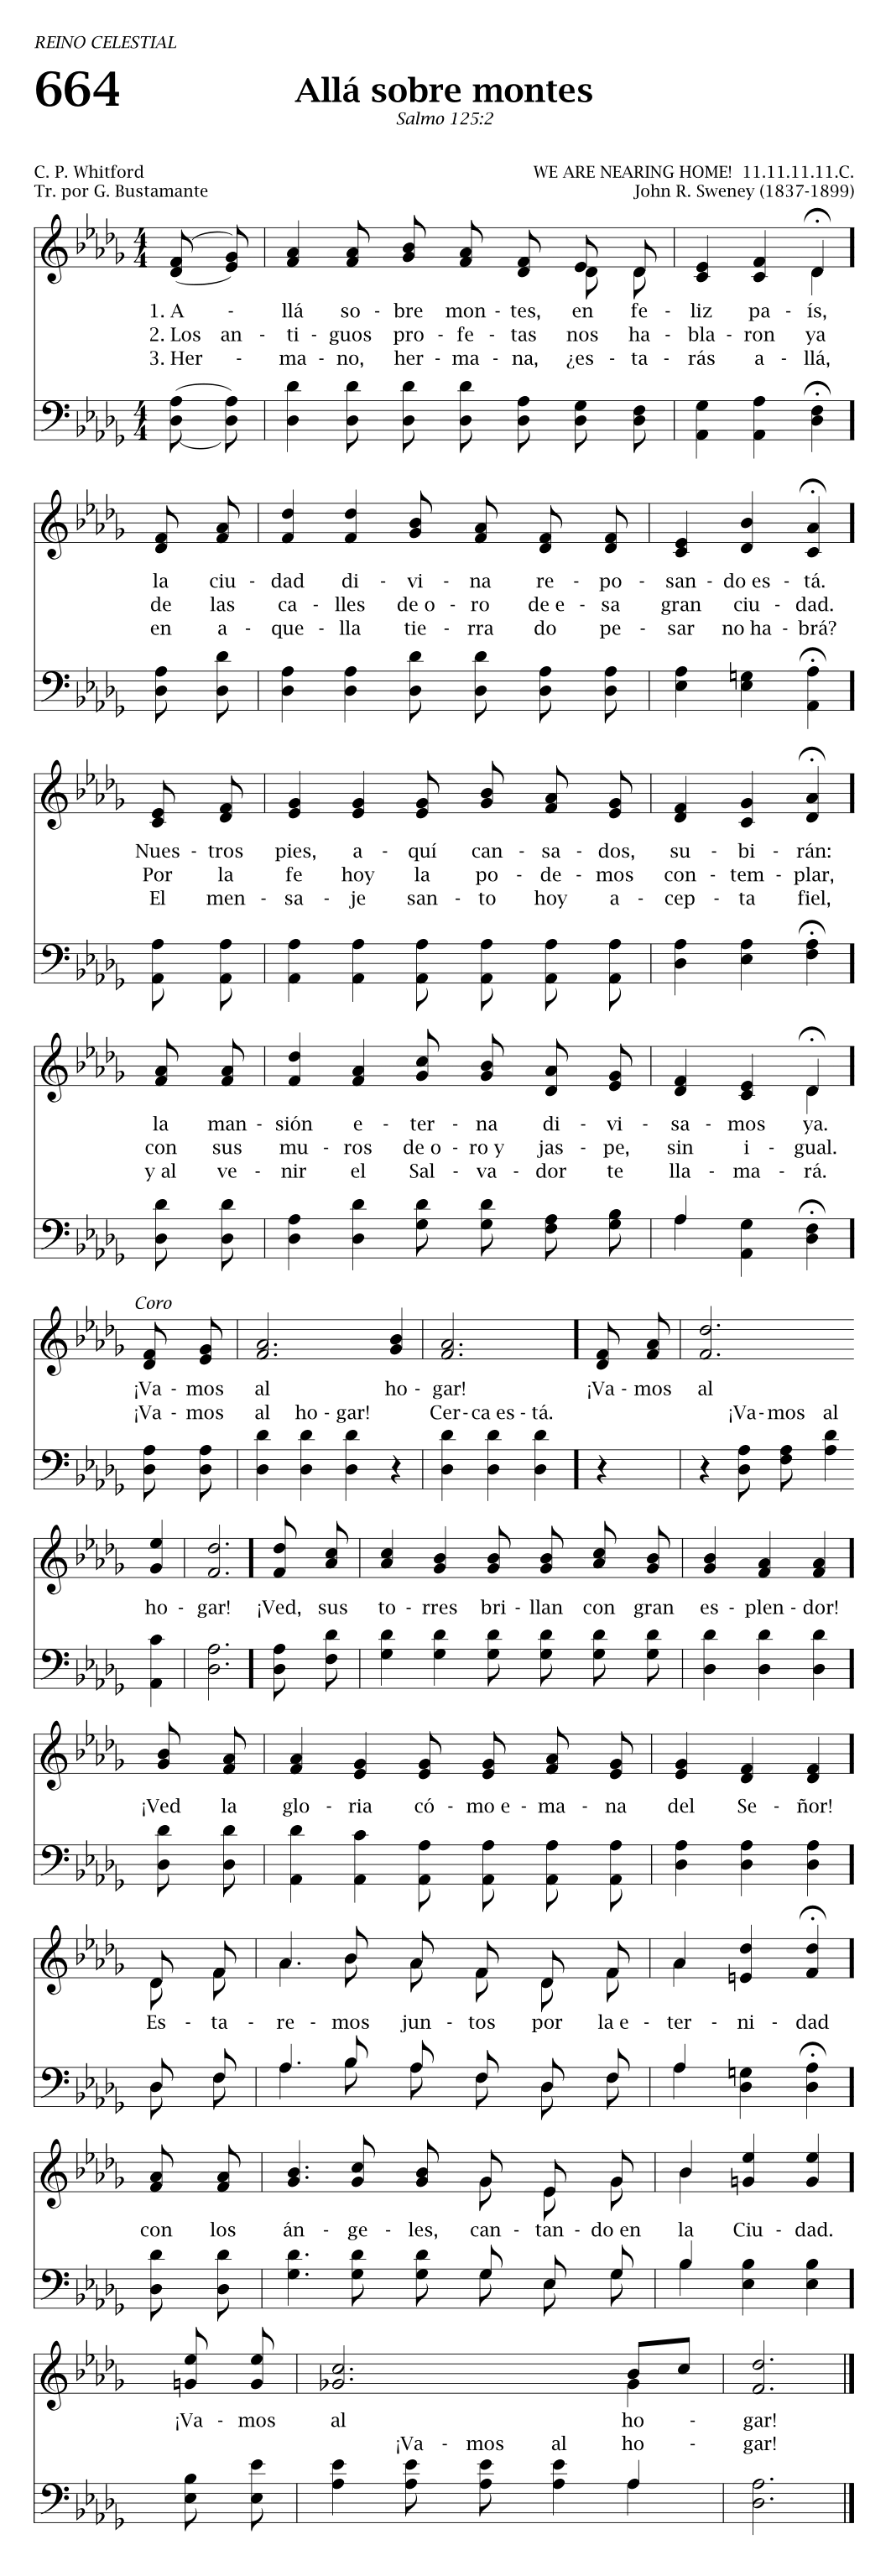 REINO CELESTIAL
664
Allá sobre montes
Salmo 125:2
C. P. Whitford
WE ARE NEARING HOME! 11.11.11.11.C.
Tr. por G. Bustamante
John R. Sweney (1837-1899)
1. A - llá so - bre mon - tes, en fe - liz pa - ís,
2. Los an - ti - guos pro - fe - tas nos ha - bla - ron ya
3. Her - ma - no, her - ma - na, ¿es - ta - rás a - llá,
la ciu - dad di - vi - na re - po - san - do es - tá.
de las ca - lles de o - ro de e - sa gran ciu - dad.
en a - que - lla tie - rra do pe - sar no ha - brá?
Nues - tros pies, a - quí can - sa - dos, su - bi - rán:
Por la fe hoy la po - de - mos con - tem - plar,
El men - sa - je san - to hoy a - cep - ta fiel,
la man - sión e - ter - na di - vi - sa - mos ya.
con sus mu - ros de o - ro y jas - pe, sin i - gual.
y al ve - nir el Sal - va - dor te lla - ma - rá.
Coro
¡Va - mos al ho - gar! ¡Va - mos al
¡Va - mos al ho - gar! Cer - ca es - tá. ¡Va - mos al
ho - gar! ¡Ved, sus to - rres bri - llan con gran es - plen - dor!
¡Ved la glo - ria có - mo e - ma - na del Se - ñor!
Es - ta - re - mos jun - tos por la e - ter - ni - dad
con los án - ge - les, can - tan - do en la Ciu - dad.
¡Va - mos al ho - gar!
¡Va - mos al ho - gar!